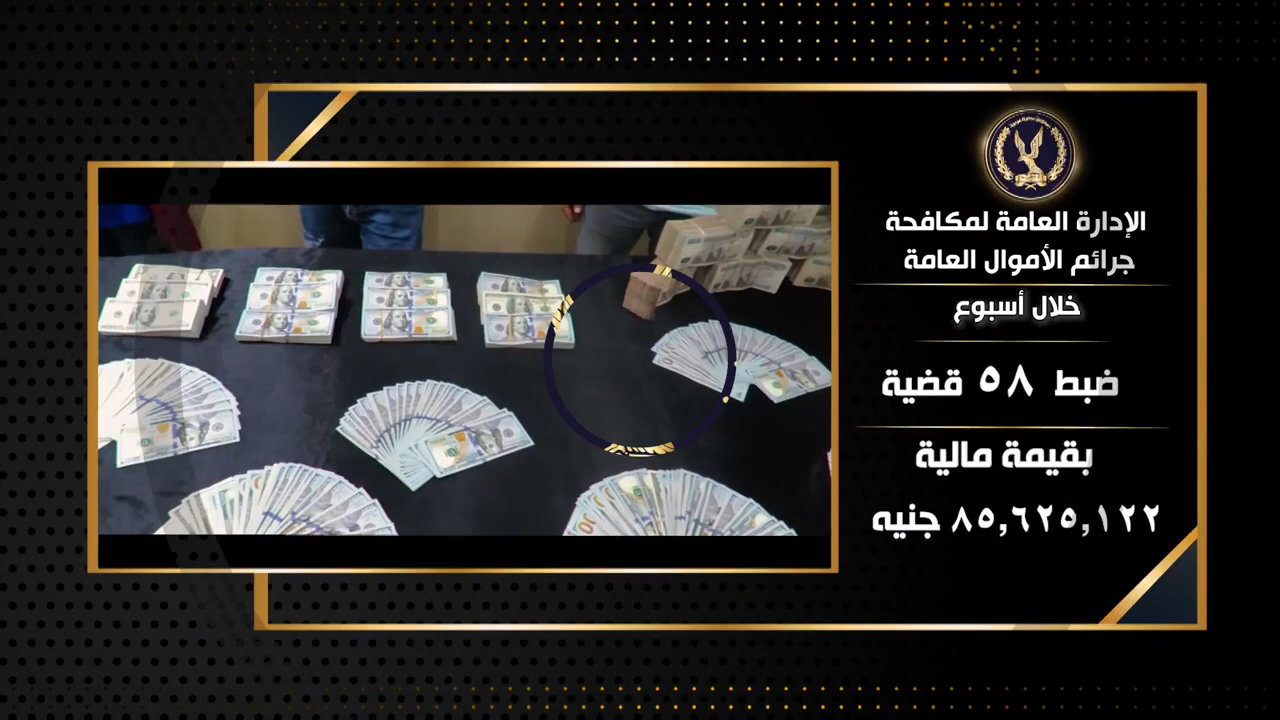 الإدارة العامة لمكافحة
جرائم الأموال العامة
خلال أسبوع
ضبط ٥٨ قضية
بقيمة مالية
٨٥,٦٢٥,١٢٢ جنيه